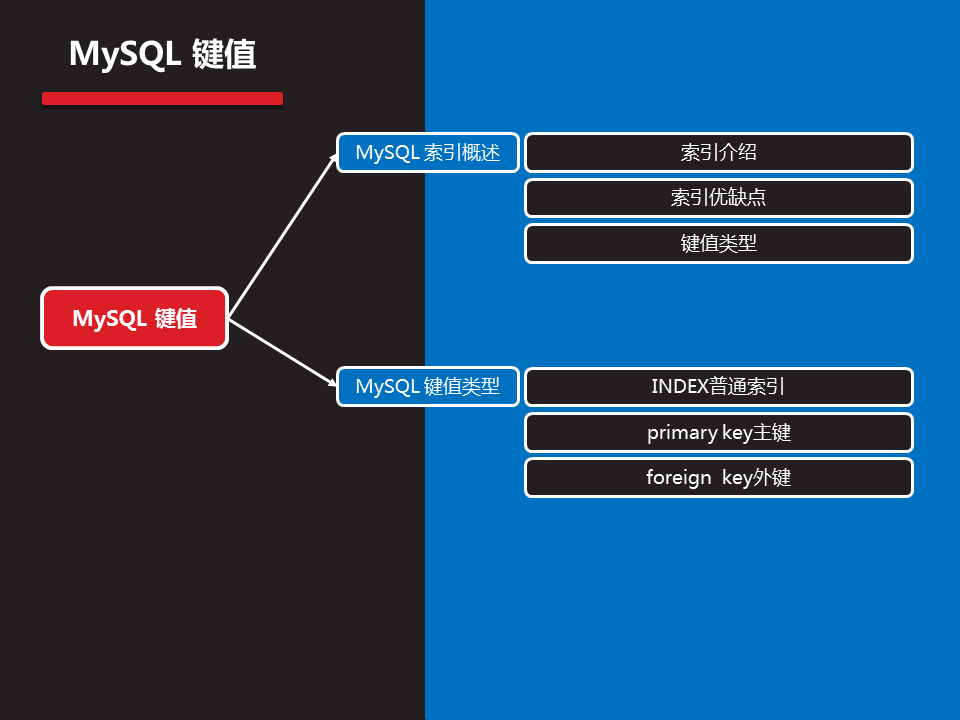 MySQL 键值
MySQL 索引概述
索引介绍
索引优缺点
键值类型
MySQL 键值
MySQL 键值类型
INDEX普通索引
primary key主键
foreign  key外键